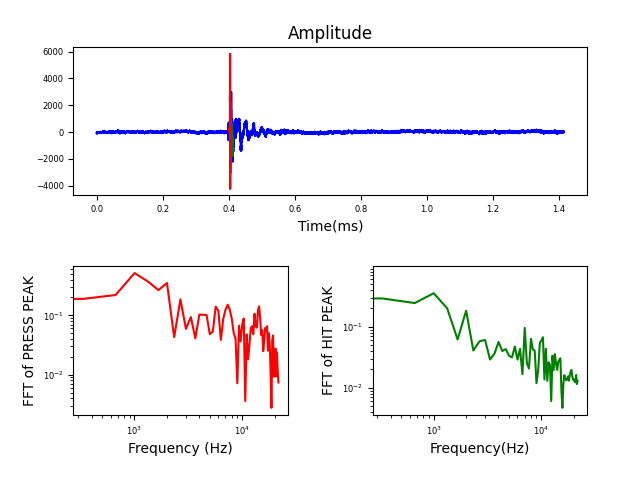 Amplitude
6000
4000
2000
0
−2000
−4000
0.0 0.2 0.4 0.6 0.8 1.0 1.2 1.4
Time(ms)
FFT of PRESS PEAK
10⁻¹
10⁻²
10³ 10⁴
Frequency (Hz)
FFT of HIT PEAK
10⁻¹
10⁻²
10³ 10⁴
Frequency(Hz)